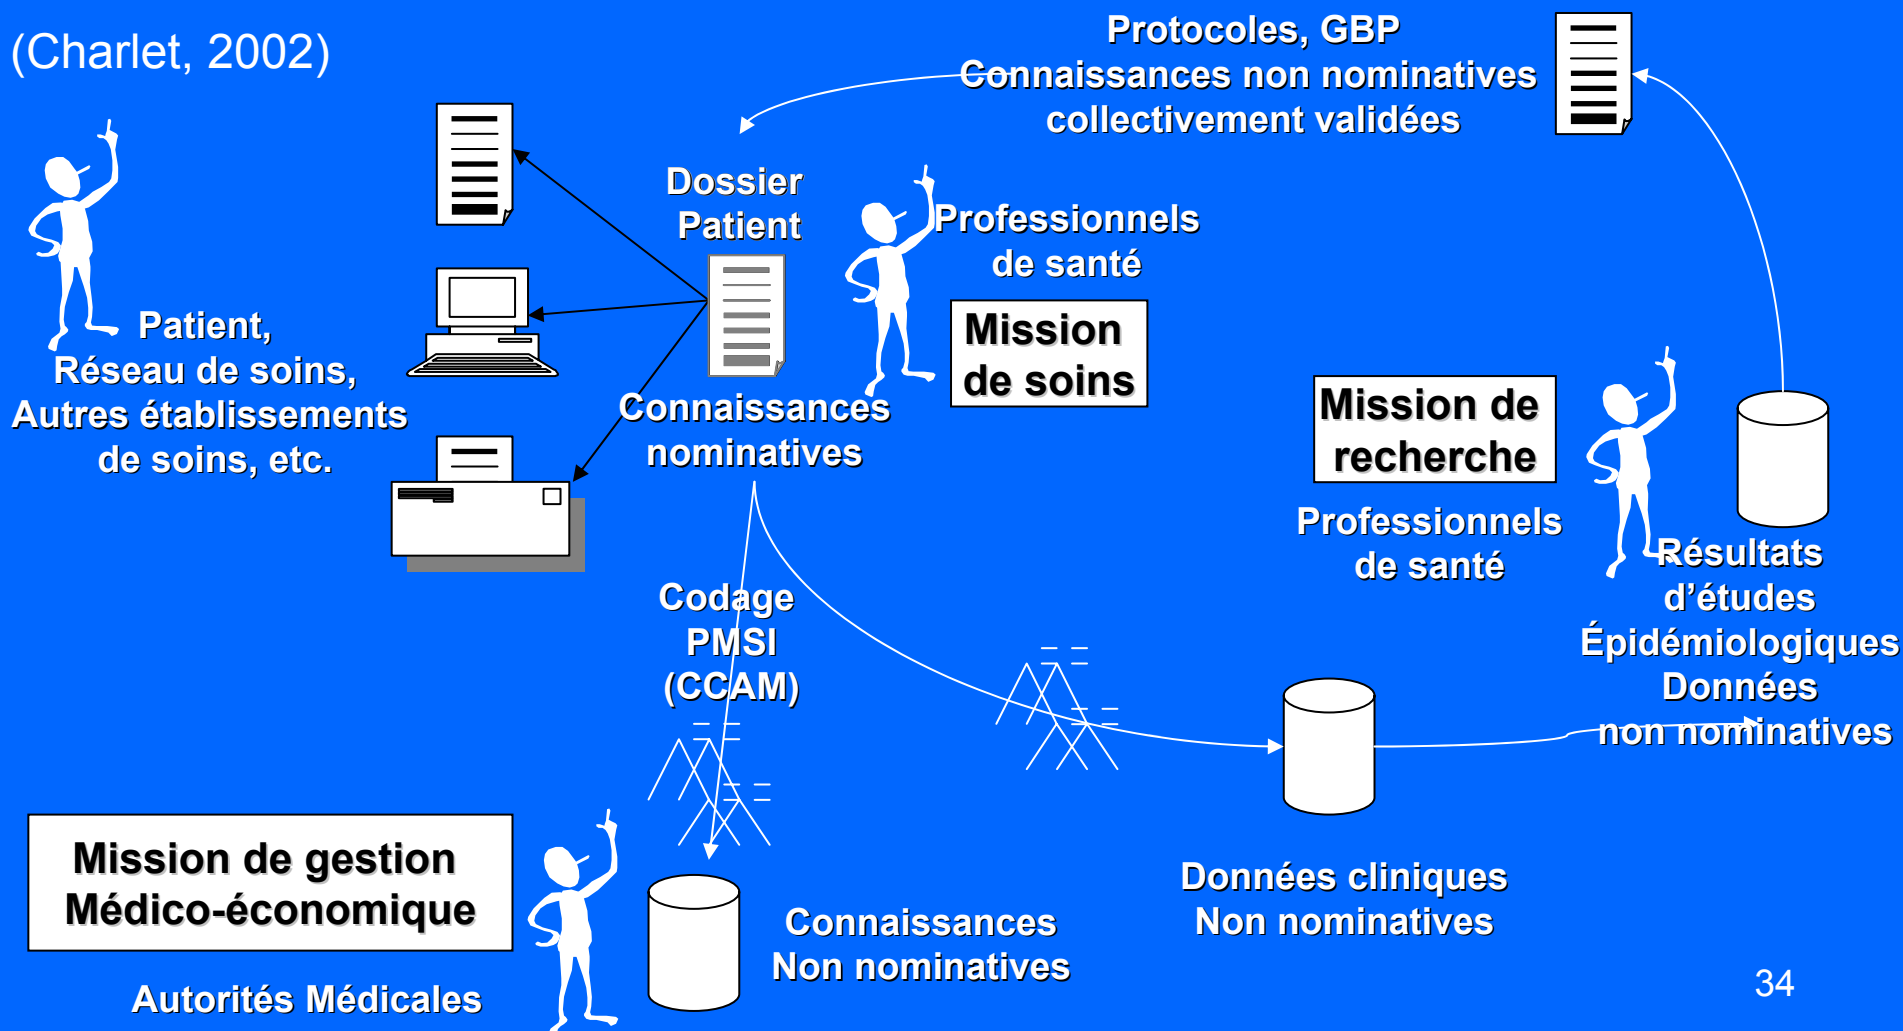 (Charlet, 2002)
Protocoles, GBP
Connaissances non nominatives
collectivement validées
Dossier
Patient
Professionnels
de santé
Mission
de soins
Patient,
Réseau de soins,
Autres établissements
de soins, etc.
Connaissances
nominatives
Mission de
recherche
Professionnels
de santé
Résultats
d’études
Épidémiologiques
Données
non nominatives
Codage
PMSI
(CCAM)
Mission de gestion
Médico-économique
Autorités Médicales
Connaissances
Non nominatives
Données cliniques
Non nominatives
34